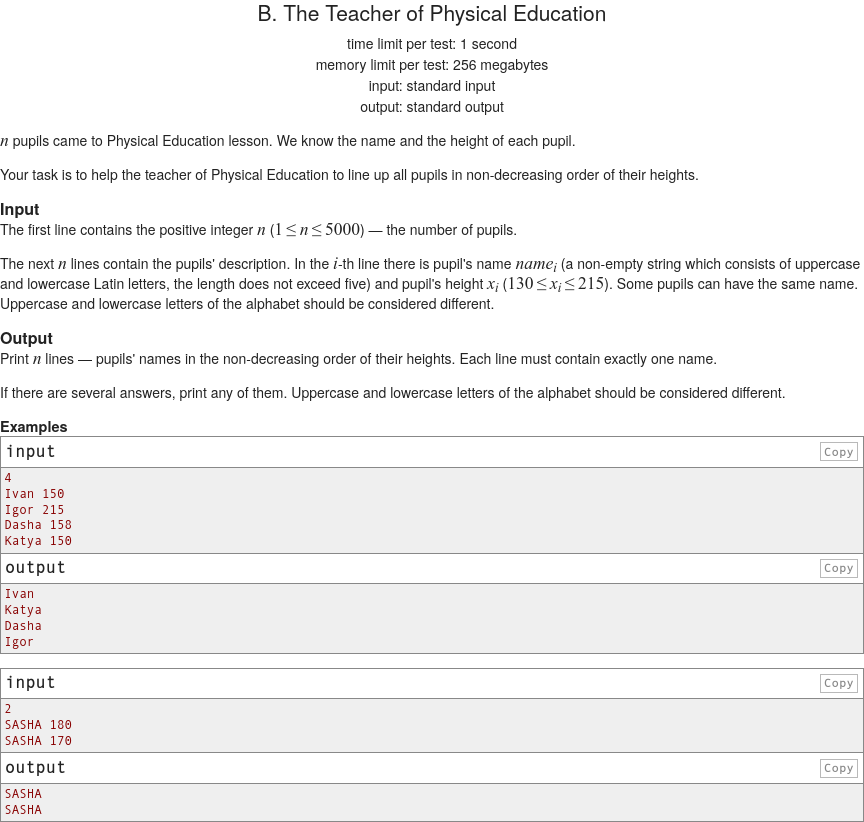 B. The Teacher of Physical Education
time limit per test: 1 second
memory limit per test: 256 megabytes
input: standard input
output: standard output
n pupils came to Physical Education lesson. We know the name and the height of each pupil.
Your task is to help the teacher of Physical Education to line up all pupils in non-decreasing order of their heights.
Input
The first line contains the positive integer n (1 ≤ n ≤ 5000) — the number of pupils.
The next n lines contain the pupils' description. In the i-th line there is pupil's name name_i (a non-empty string which consists of uppercase
and lowercase Latin letters, the length does not exceed five) and pupil's height x_i (130 ≤ x_i ≤ 215). Some pupils can have the same name.
Uppercase and lowercase letters of the alphabet should be considered different.
Output
Print n lines — pupils' names in the non-decreasing order of their heights. Each line must contain exactly one name.
If there are several answers, print any of them. Uppercase and lowercase letters of the alphabet should be considered different.
Examples
input Copy
4
Ivan 150
Igor 215
Dasha 158
Katya 150
output Copy
Ivan
Katya
Dasha
Igor
input Copy
2
SASHA 180
SASHA 170
output Copy
SASHA
SASHA